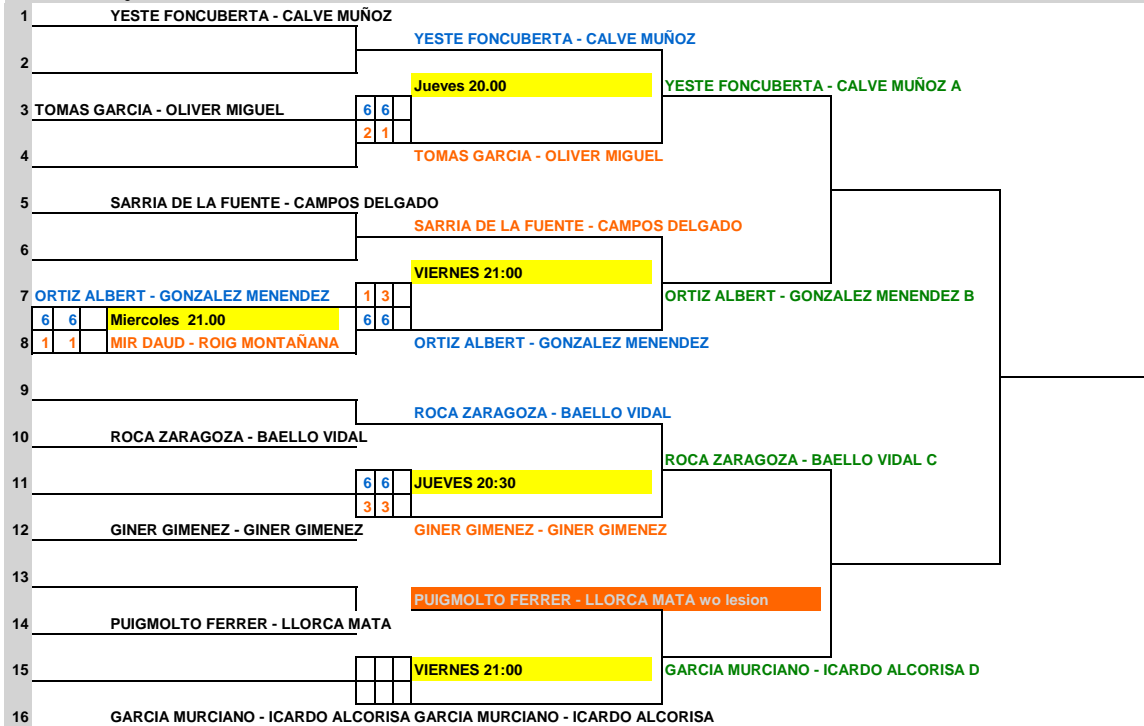 1 YESTE FONCUBERTA - CALVE MUÑOZ
YESTE FONCUBERTA - CALVE MUÑOZ
2
Jueves 20.00 YESTE FONCUBERTA - CALVE MUÑOZ A
3 TOMAS GARCIA - OLIVER MIGUEL 6 6
2 1
4 TOMAS GARCIA - OLIVER MIGUEL
5 SARRIA DE LA FUENTE - CAMPOS DELGADO
SARRIA DE LA FUENTE - CAMPOS DELGADO
6
VIERNES 21:00
7 ORTIZ ALBERT - GONZALEZ MENENDEZ 1 3 ORTIZ ALBERT - GONZALEZ MENENDEZ B
6 6 Miercoles 21.00 6 6
8 1 1 MIR DAUD - ROIG MONTAÑANA ORTIZ ALBERT - GONZALEZ MENENDEZ
9
ROCA ZARAGOZA - BAELLO VIDAL
10 ROCA ZARAGOZA - BAELLO VIDAL
ROCA ZARAGOZA - BAELLO VIDAL C
11 6 6 JUEVES 20:30
3 3
12 GINER GIMENEZ - GINER GIMENEZ GINER GIMENEZ - GINER GIMENEZ
13
PUIGMOLTO FERRER - LLORCA MATA wo lesion
14 PUIGMOLTO FERRER - LLORCA MATA
15 VIERNES 21:00 GARCIA MURCIANO - ICARDO ALCORISA D
16 GARCIA MURCIANO - ICARDO ALCORISA GARCIA MURCIANO - ICARDO ALCORISA